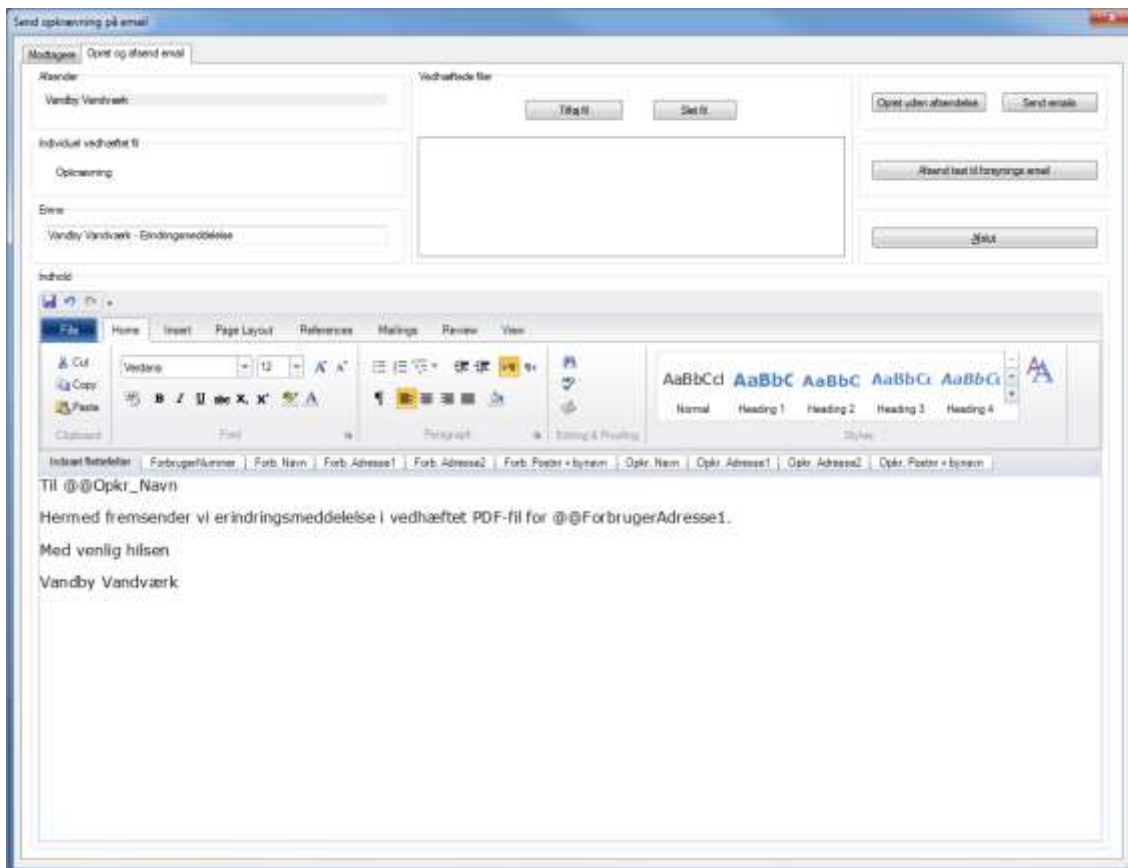 Send opkrævning på email
Modtagere Opret og afsend email
Afsender
Vandby Vandværk
Vedhæftede filer
Tilføj fil Slet fil
Opret uden afsendelse Send emails
Individuel vedhæftet fil
Opkrævning
Afsend test til forsynings email
Emne
Vandby Vandværk - Erindringsmeddelelse
Afslut
Indhold
File Home Insert Page Layout References Mailings Review View
Cut
Copy
Paste
Verdana 12
B I U abc X, X'
AaBbCcI AaBbC AaBbC AaBbCc AaBbCc
Normal Heading 1 Heading 2 Heading 3 Heading 4
Clipboard Font Paragraph Editing & Proofing Styles
Indsæt flettefelter ForbrugerNummer Forb. Navn Forb. Adresse1 Forb. Adresse2 Forb. Postnr + bynavn Opkr. Navn Opkr. Adresse1 Opkr. Adresse2 Opkr. Postnr + bynavn
Til @@Opkr_Navn
Hermed fremsender vi erindringsmeddelelse i vedhæftet PDF-fil for @@ForbrugerAdresse1.
Med venlig hilsen
Vandby Vandværk